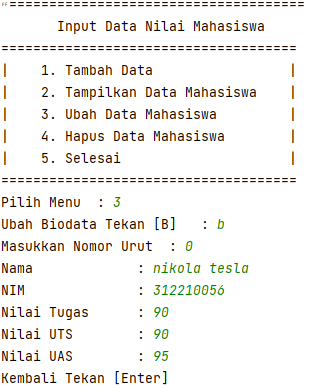 =====================================
Input Data Nilai Mahasiswa
=====================================
| 1. Tambah Data |
| 2. Tampilkan Data Mahasiswa |
| 3. Ubah Data Mahasiswa |
| 4. Hapus Data Mahasiswa |
| 5. Selesai |
=====================================
Pilih Menu : 3
Ubah Biodata Tekan [B] : b
Masukkan Nomor Urut : 0
Nama : nikola tesla
NIM : 312210056
Nilai Tugas : 90
Nilai UTS : 90
Nilai UAS : 95
Kembali Tekan [Enter]